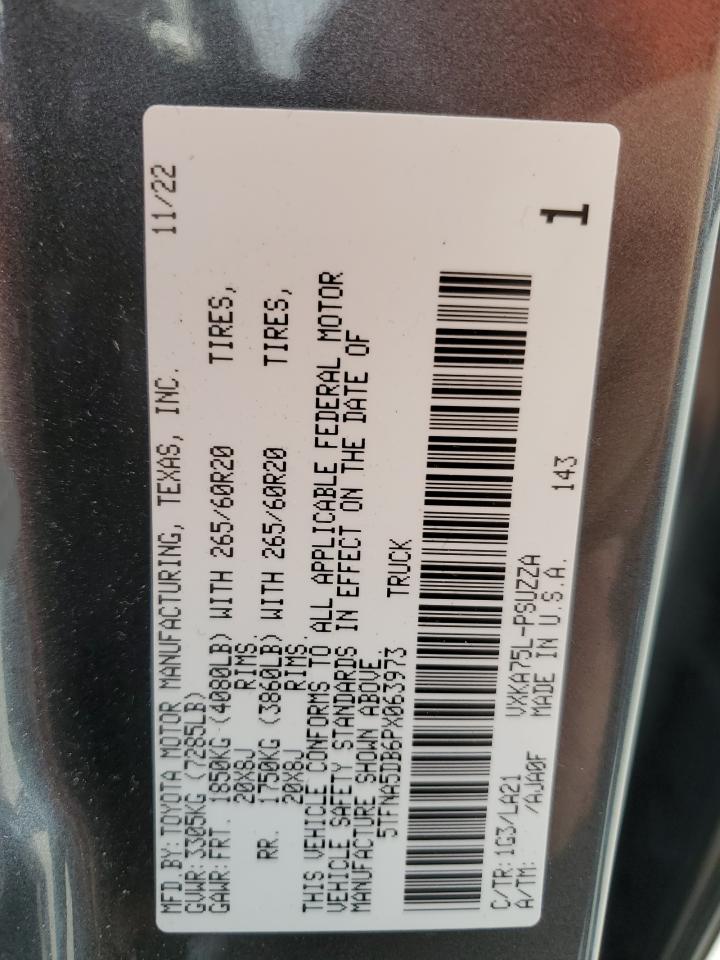 MFD.BY:TOYOTA MOTOR MANUFACTURING, TEXAS, INC. 11/22
GVWR:3305KG (7285LB)
GAWR:FRT. 1850KG (4080LB) WITH 265/60R20 TIRES,
20X8J RIMS.
RR. 1750KG (3860LB) WITH 265/60R20 TIRES,
20X8J RIMS.
THIS VEHICLE CONFORMS TO ALL APPLICABLE FEDERAL MOTOR
VEHICLE SAFETY STANDARDS IN EFFECT ON THE DATE OF
MANUFACTURE SHOWN ABOVE.
5TFNA5DB6PX063973 TRUCK
C/TR:1G3/LA21 VXKA75L-PSUZZA
A/TM: /AJA0F MADE IN U.S.A. 143
1